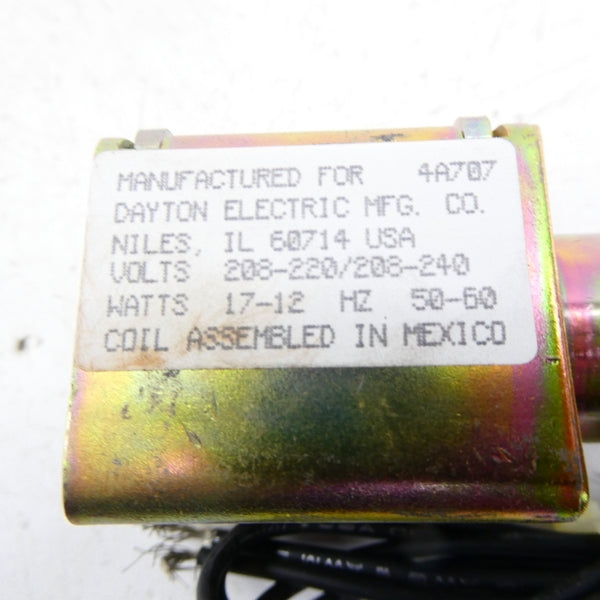 MANUFACTURED FOR 4A707
DAYTON ELECTRIC MFG. CO.
NILES, IL 60714 USA
VOLTS 208-220/208-240
WATTS 17-12 HZ 50-60
COIL ASSEMBLED IN MEXICO